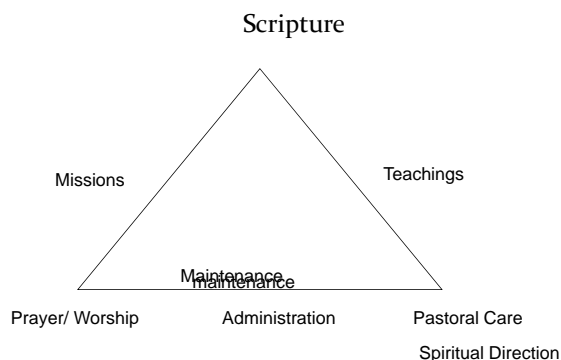 Scripture
Teachings
Missions
Maintenance
maintenance
Prayer/ Worship
Administration
Pastoral Care
Spiritual Direction